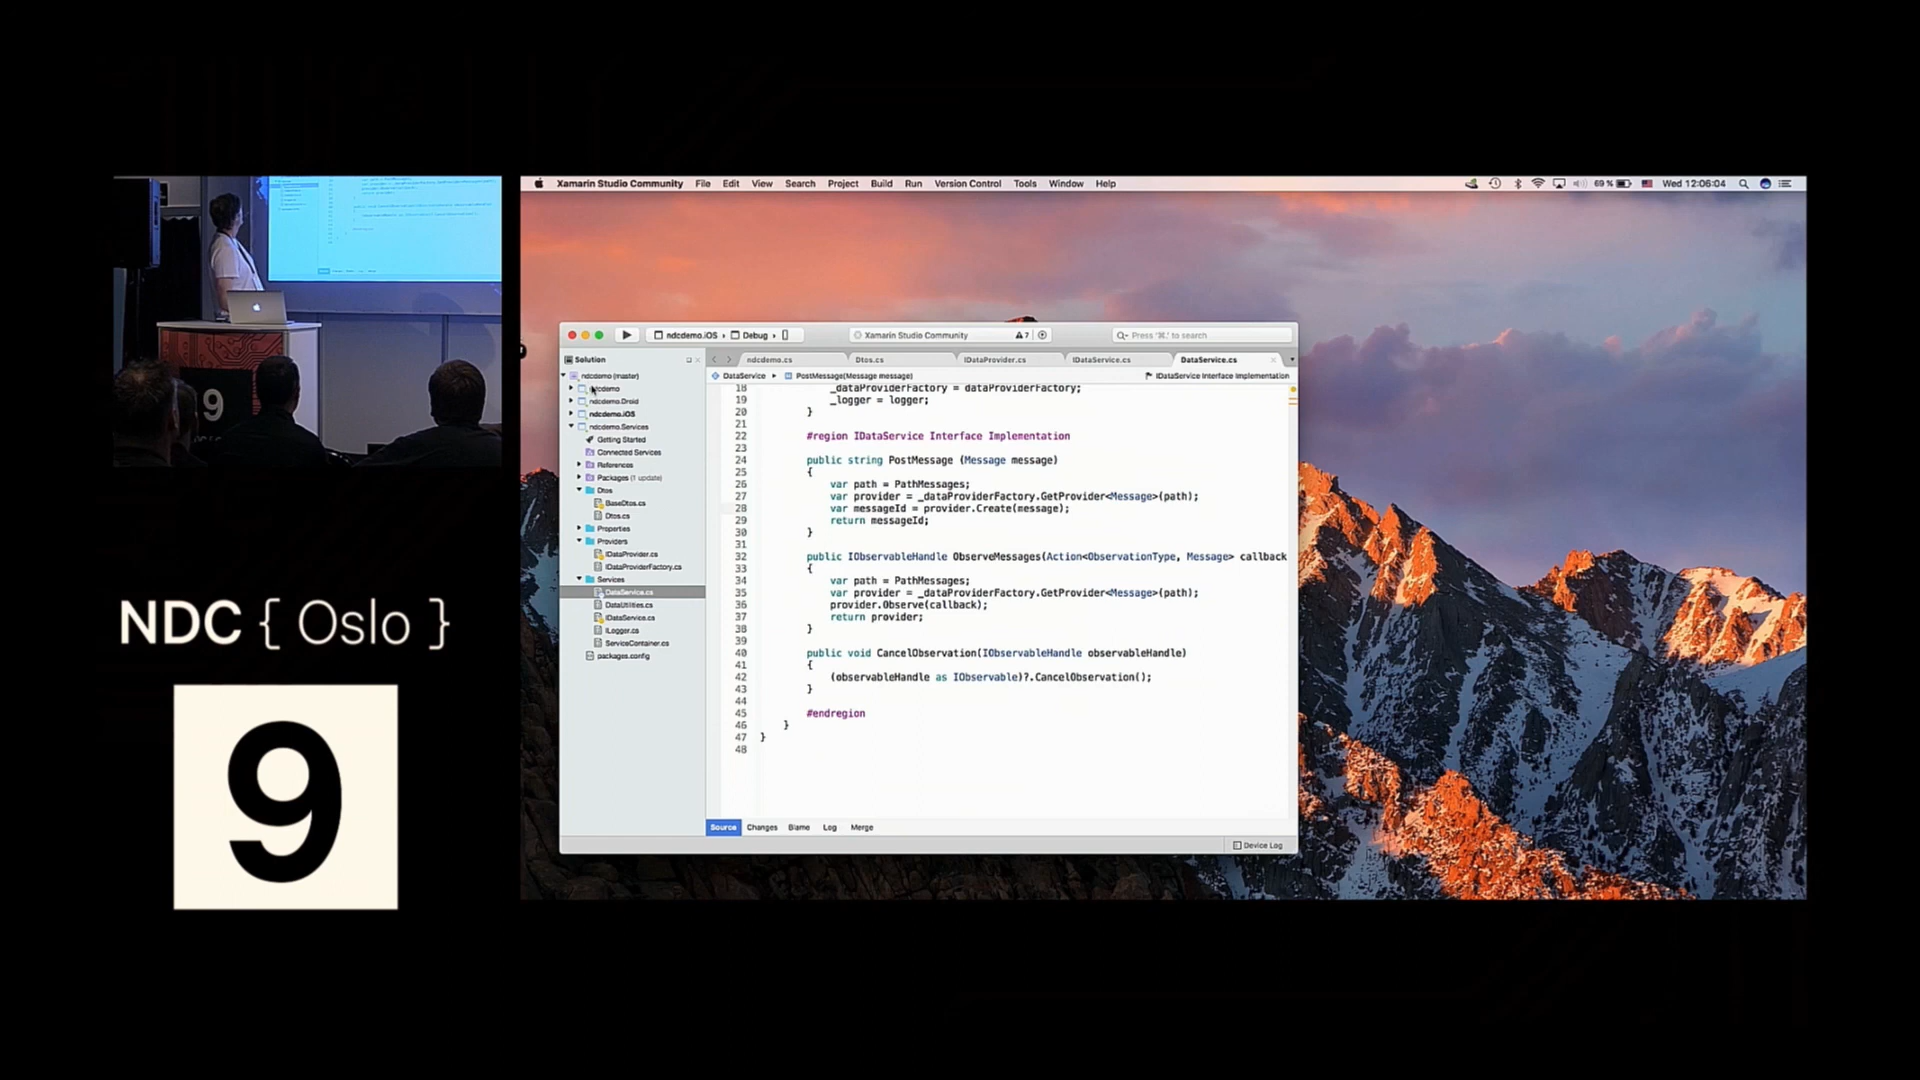 Xamarin Studio Community File Edit View Search Project Build Run Version Control Tools Window Help
69% Wed 12:06:04
ndcdemo.iOS › Debug ›
Xamarin Studio Community
7
Press '⌘.' to search
Solution
ndcdemo.cs
Dtos.cs
IDataProvider.cs
IDataService.cs
DataService.cs
DataService
PostMessage(Message message)
IDataService Interface Implementation
ndcdemo (master)
ndcdemo.Droid
ndcdemo.iOS
ndcdemo.Services
Getting Started
Connected Services
References
Packages (1 update)
Dtos
BaseDtos.cs
Dtos.cs
Properties
Providers
IDataProvider.cs
IDataProviderFactory.cs
Services
DataService.cs
DataUtilities.cs
IDataService.cs
ILogger.cs
ServiceContainer.cs
packages.config
18 _dataProviderFactory = dataProviderFactory;
19 _logger = logger;
20 }
21
22 #region IDataService Interface Implementation
23
24 public string PostMessage (Message message)
25 {
26 var path = PathMessages;
27 var provider = _dataProviderFactory.GetProvider<Message>(path);
28 var messageId = provider.Create(message);
29 return messageId;
30 }
31
32 public IObservableHandle ObserveMessages(Action<ObservationType, Message> callback
33 {
34 var path = PathMessages;
35 var provider = _dataProviderFactory.GetProvider<Message>(path);
36 provider.Observe(callback);
37 return provider;
38 }
39
40 public void CancelObservation(IObservableHandle observableHandle)
41 {
42 (observableHandle as IObservable)?.CancelObservation();
43 }
44
45 #endregion
46 }
47 }
48
Source Changes Blame Log Merge
Device Log
9
NDC { Oslo }
9